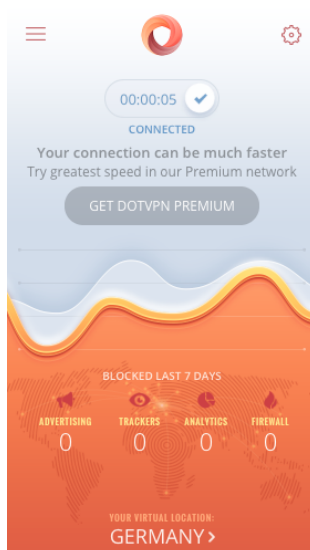 00:00:05
CONNECTED
Your connection can be much faster
Try greatest speed in our Premium network
GET DOTVPN PREMIUM
BLOCKED LAST 7 DAYS
ADVERTISING TRACKERS ANALYTICS FIREWALL
0 0 0 0
YOUR VIRTUAL LOCATION:
GERMANY >